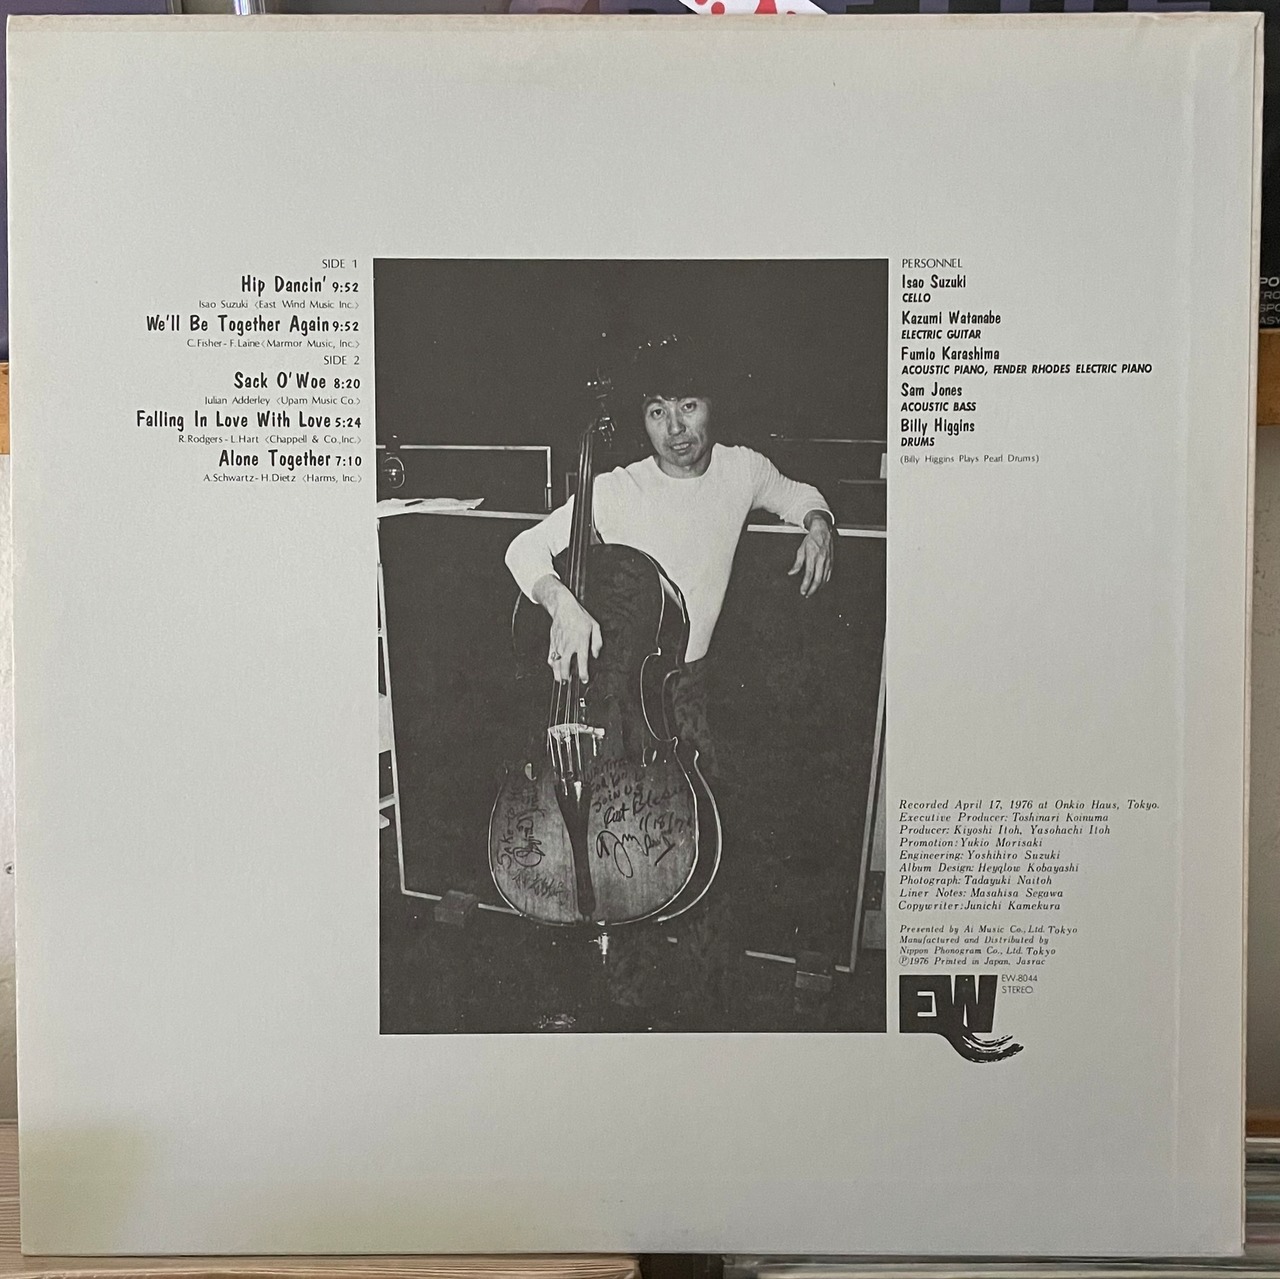 SIDE 1
Hip Dancin' 9:52
Isao Suzuki <East Wind Music Inc.>
We'll Be Together Again 9:52
C.Fisher-F.Laine <Marmor Music, Inc.>
SIDE 2
Sack O'Woe 8:20
Julian Adderley <Upam Music Co.>
Falling In Love With Love 5:24
R.Rodgers-L.Hart <Chappell & Co.,Inc.>
Alone Together 7:10
A.Schwartz-H.Dietz <Harms, Inc.>
PERSONNEL
Isao Suzuki
CELLO
Kazumi Watanabe
ELECTRIC GUITAR
Fumio Karashima
ACOUSTIC PIANO, FENDER RHODES ELECTRIC PIANO
Sam Jones
ACOUSTIC BASS
Billy Higgins
DRUMS
(Billy Higgins Plays Pearl Drums)
Recorded April 17, 1976 at Onkio Haus, Tokyo.
Executive Producer: Toshinari Koinuma
Producer: Kiyoshi Itoh, Yasohachi Itoh
Promotion: Yukio Morisaki
Engineering: Yoshihiro Suzuki
Album Design: Heyqlow Kobayashi
Photograph: Tadayuki Naitoh
Liner Notes: Masahisa Segawa
Copywriter: Junichi Kamekura
Presented by Ai Music Co., Ltd. Tokyo
Manufactured and Distributed by
Nippon Phonogram Co., Ltd. Tokyo
Ⓟ1976 Printed in Japan, Jasrac
EW
EW-8044
STEREO